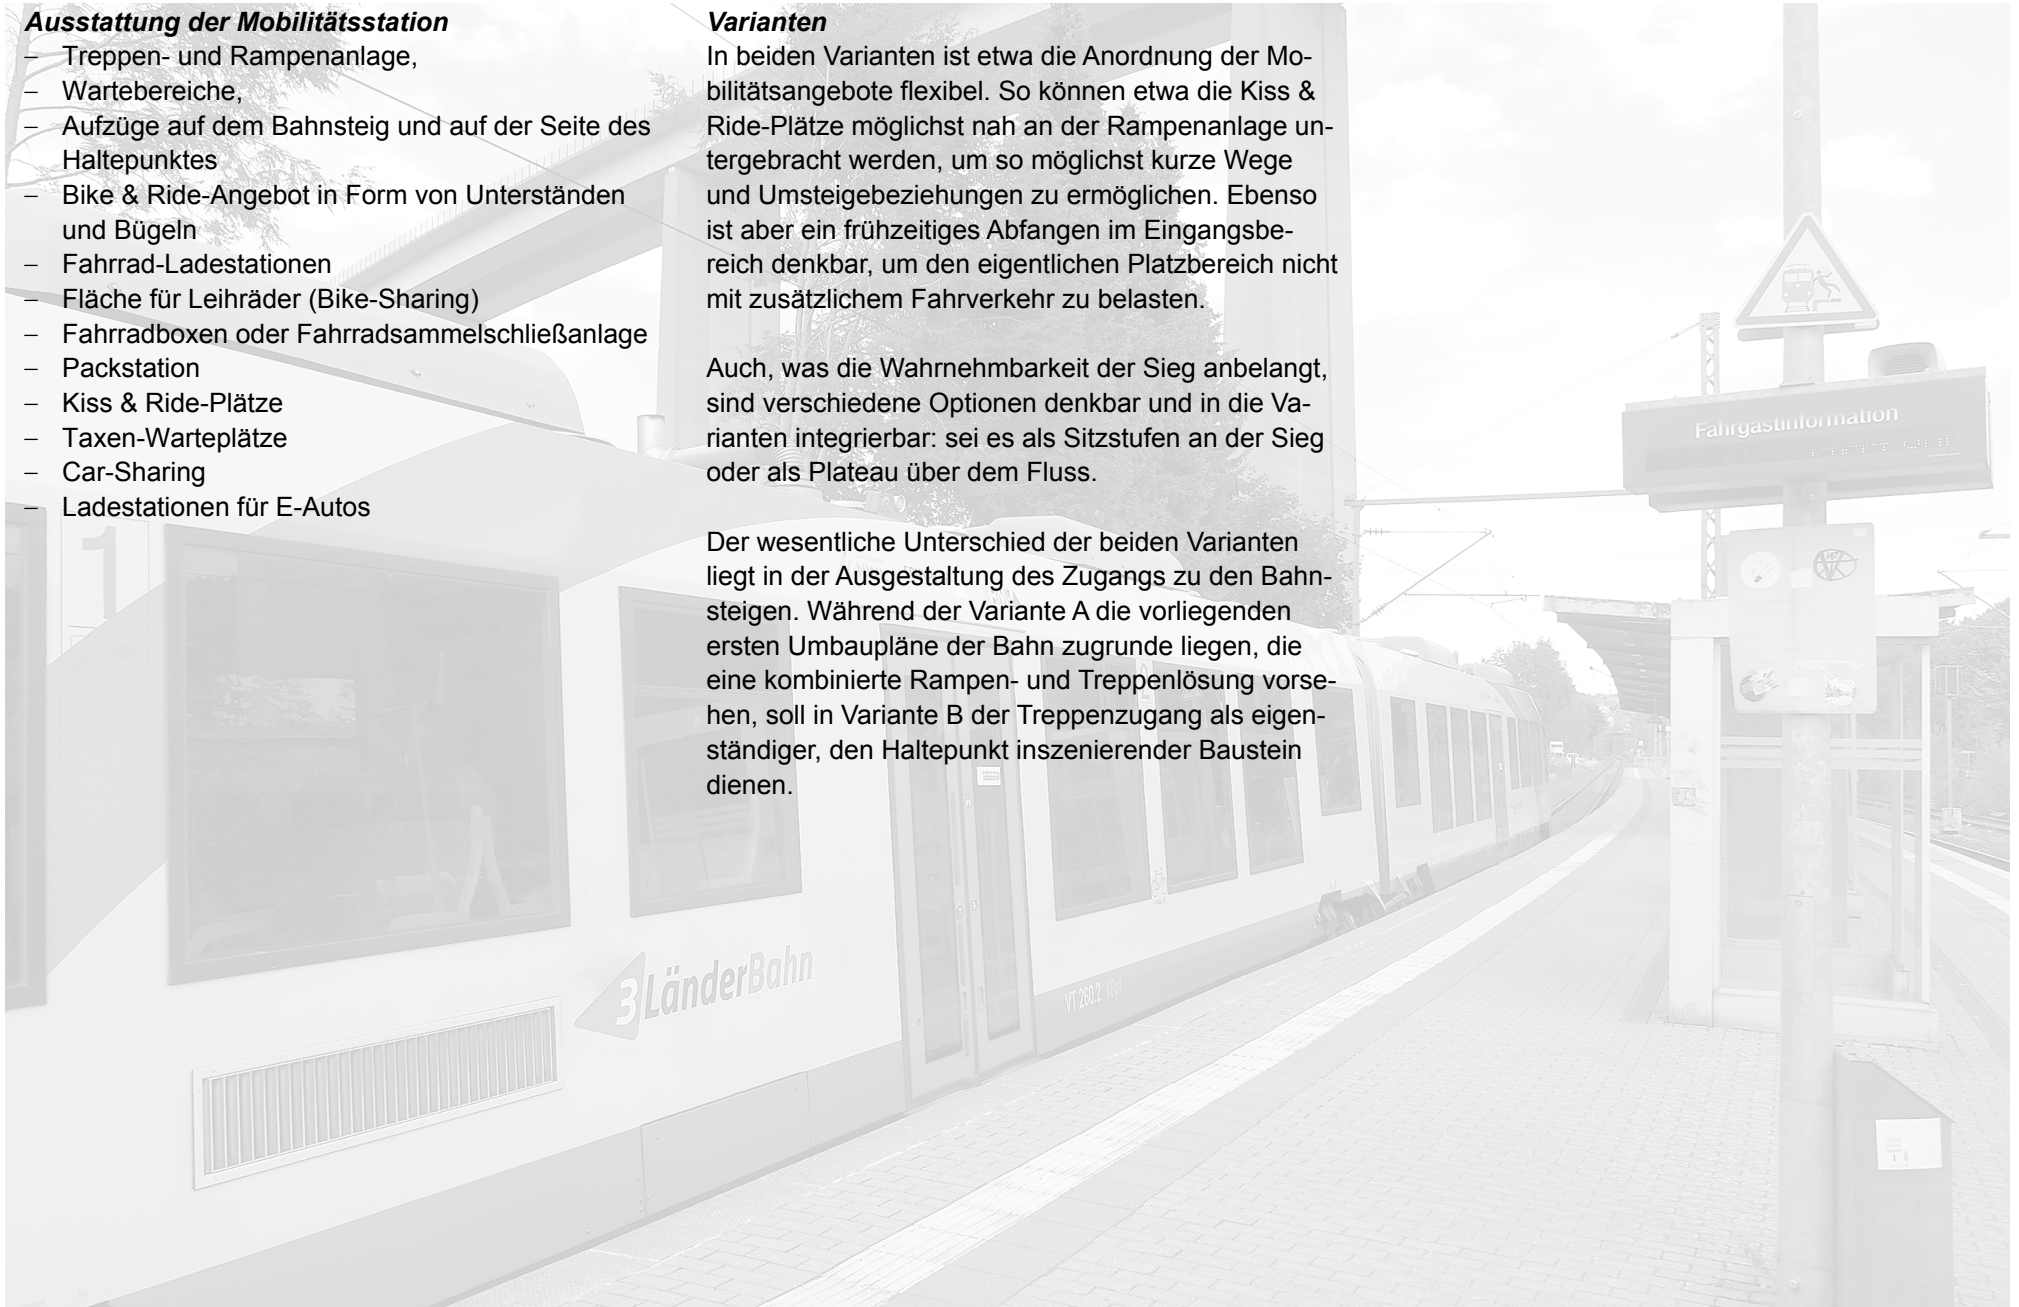 Ausstattung der Mobilitätsstation
– Treppen- und Rampenanlage,
– Wartebereiche,
– Aufzüge auf dem Bahnsteig und auf der Seite des
Haltepunktes
– Bike & Ride-Angebot in Form von Unterständen
und Bügeln
– Fahrrad-Ladestationen
– Fläche für Leihräder (Bike-Sharing)
– Fahrradboxen oder Fahrradsammelschließanlage
– Packstation
– Kiss & Ride-Plätze
– Taxen-Warteplätze
– Car-Sharing
– Ladestationen für E-Autos
Varianten
In beiden Varianten ist etwa die Anordnung der Mo-
bilitätsangebote flexibel. So können etwa die Kiss &
Ride-Plätze möglichst nah an der Rampenanlage un-
tergebracht werden, um so möglichst kurze Wege
und Umsteigebeziehungen zu ermöglichen. Ebenso
ist aber ein frühzeitiges Abfangen im Eingangsbe-
reich denkbar, um den eigentlichen Platzbereich nicht
mit zusätzlichem Fahrverkehr zu belasten.
Auch, was die Wahrnehmbarkeit der Sieg anbelangt,
sind verschiedene Optionen denkbar und in die Va-
rianten integrierbar: sei es als Sitzstufen an der Sieg
oder als Plateau über dem Fluss.
Der wesentliche Unterschied der beiden Varianten
liegt in der Ausgestaltung des Zugangs zu den Bahn-
steigen. Während der Variante A die vorliegenden
ersten Umbaupläne der Bahn zugrunde liegen, die
eine kombinierte Rampen- und Treppenlösung vorse-
hen, soll in Variante B der Treppenzugang als eigen-
ständiger, den Haltepunkt inszenierender Baustein
dienen.
Fahrgastinformation
1
3LänderBahn
VT 260.2